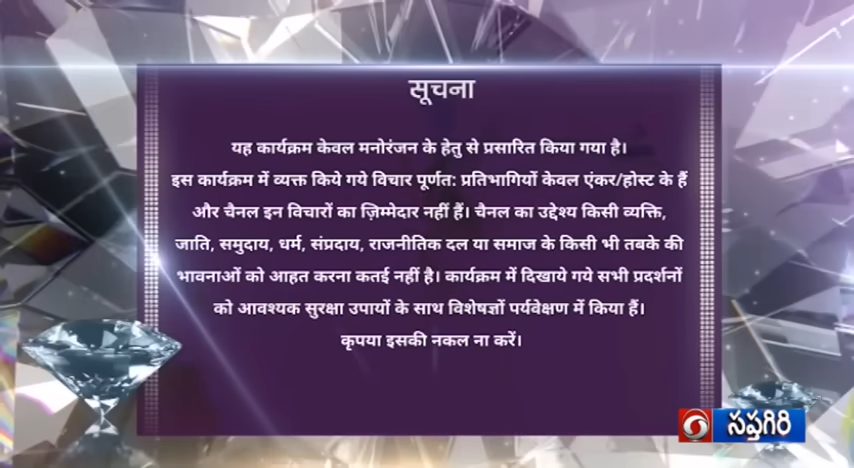 सूचना
यह कार्यक्रम केवल मनोरंजन के हेतु से प्रसारित किया गया है।
इस कार्यक्रम में व्यक्त किये गये विचार पूर्णत: प्रतिभागियों केवल एंकर/होस्ट के हैं
और चैनल इन विचारों का ज़िम्मेदार नहीं हैं। चैनल का उद्देश्य किसी व्यक्ति,
जाति, समुदाय, धर्म, संप्रदाय, राजनीतिक दल या समाज के किसी भी तबके की
भावनाओं को आहत करना कतई नहीं है। कार्यक्रम में दिखाये गये सभी प्रदर्शनों
को आवश्यक सुरक्षा उपायों के साथ विशेषज्ञों पर्यवेक्षण में किया हैं।
कृपया इसकी नकल ना करें।
సప్తగిరి